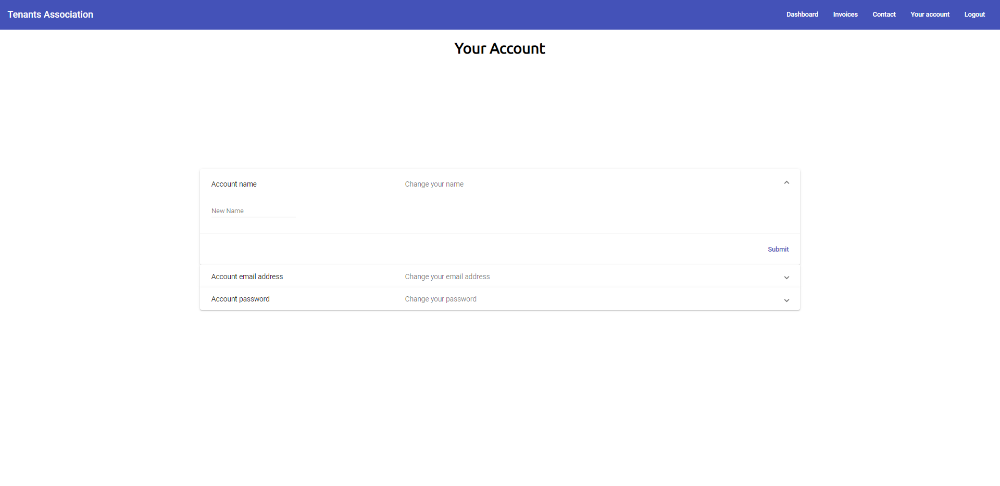 Tenants Association Dashboard Invoices Contact Your account Logout
Your Account
Account name Change your name
New Name
Submit
Account email address Change your email address
Account password Change your password